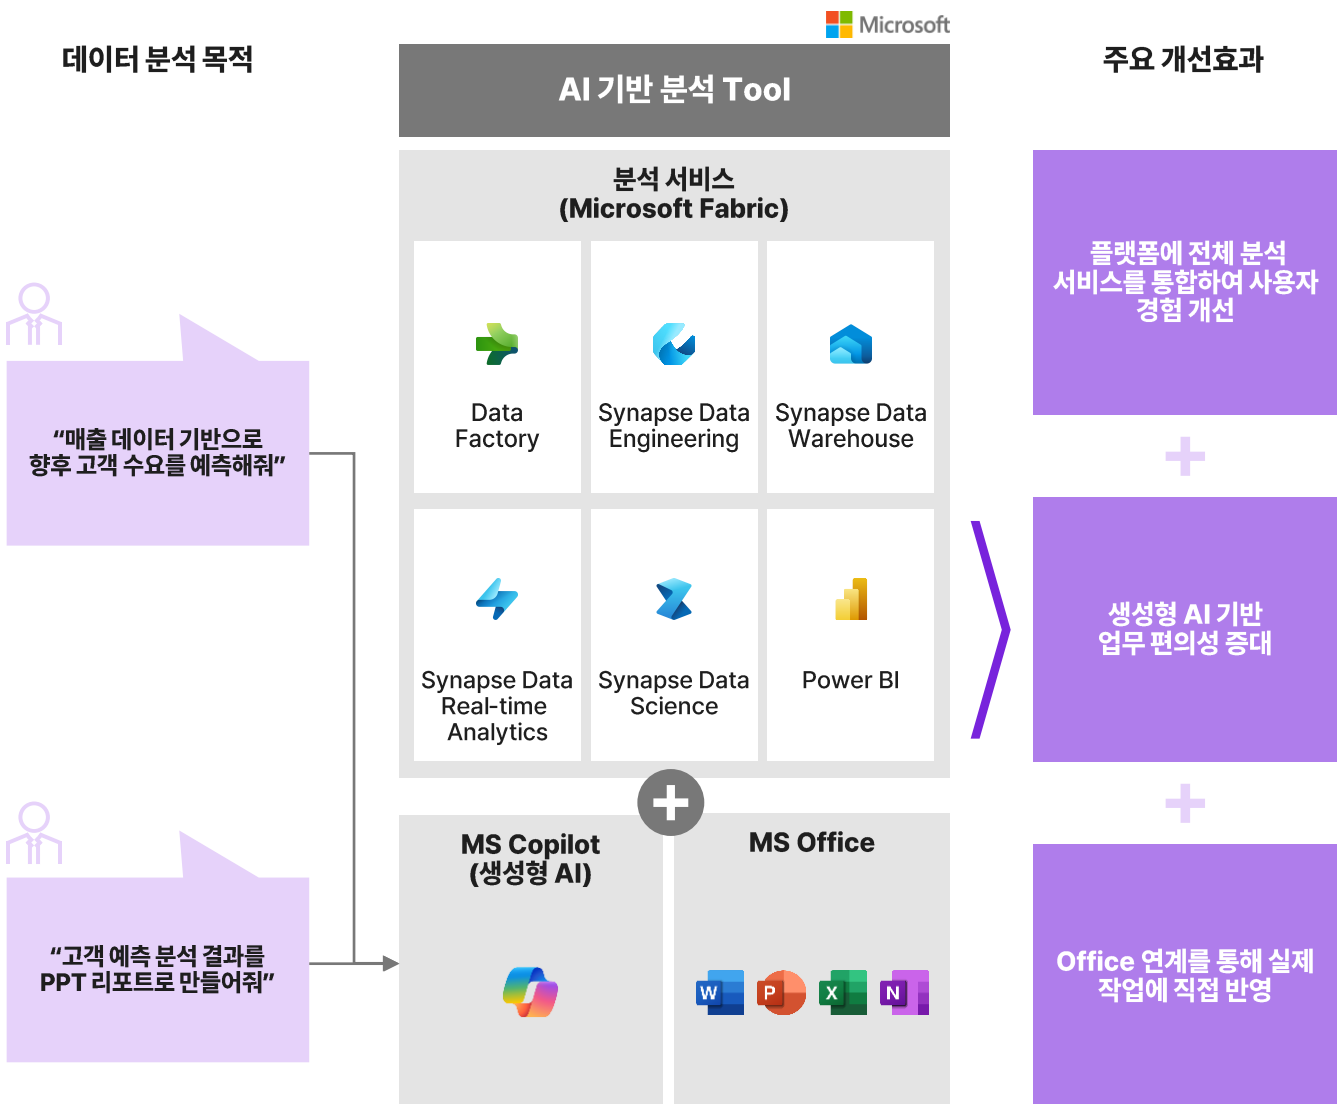 Microsoft
데이터 분석 목적
AI 기반 분석 Tool
주요 개선효과
분석 서비스
(Microsoft Fabric)
Data
Factory
Synapse Data
Engineering
Synapse Data
Warehouse
Synapse Data
Real-time
Analytics
Synapse Data
Science
Power BI
“매출 데이터 기반으로
향후 고객 수요를 예측해줘”
“고객 예측 분석 결과를
PPT 리포트로 만들어줘”
MS Copilot
(생성형 AI)
MS Office
W
P
X
N
플랫폼에 전체 분석
서비스를 통합하여 사용자
경험 개선
생성형 AI 기반
업무 편의성 증대
Office 연계를 통해 실제
작업에 직접 반영